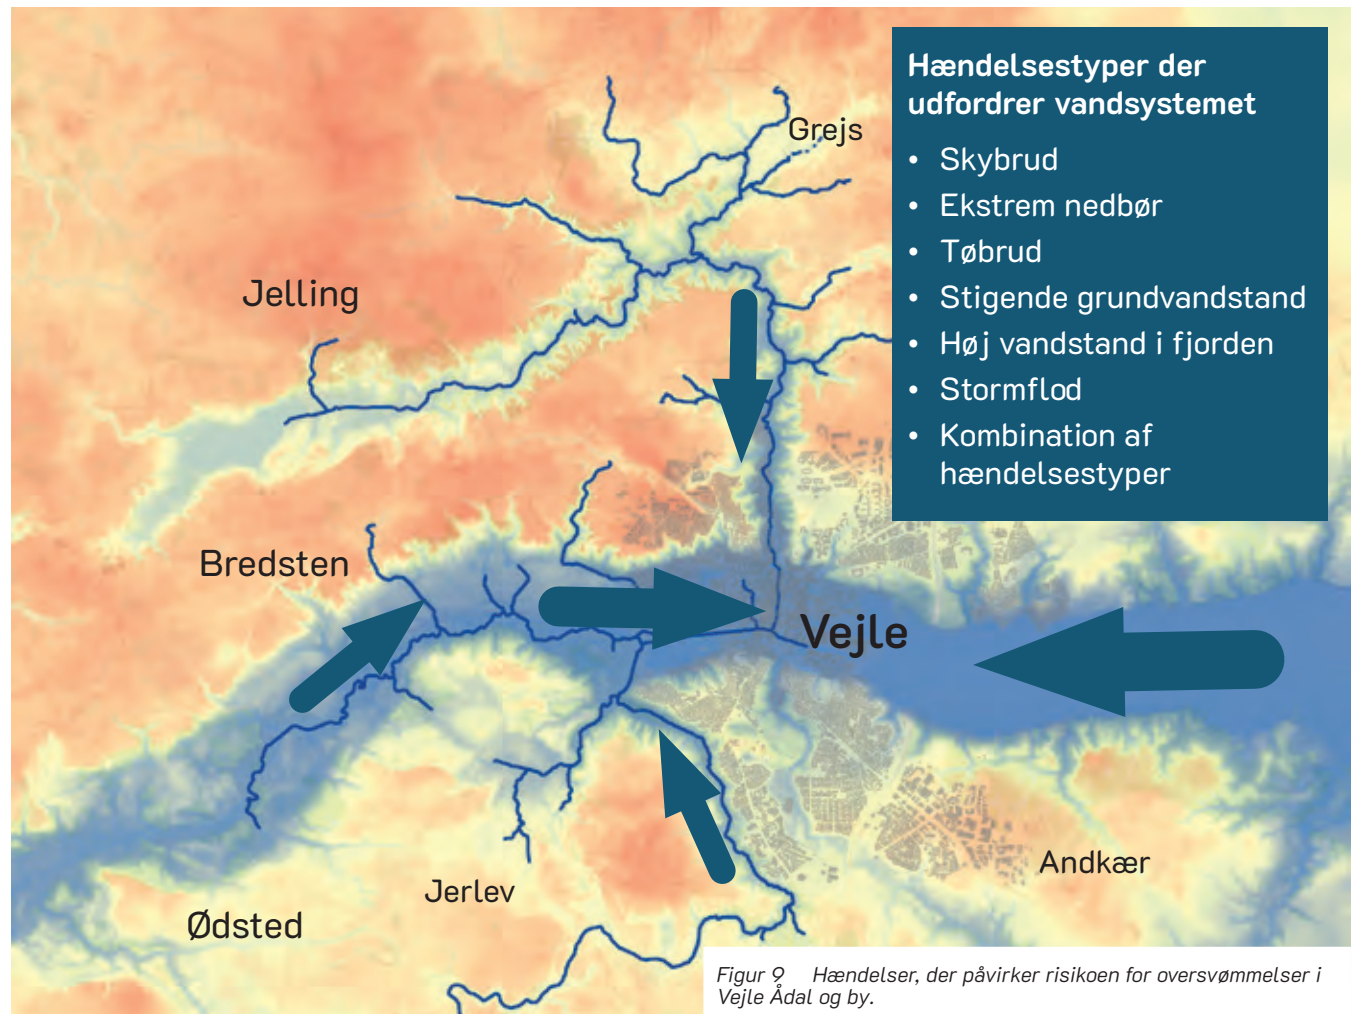 Hændelsestyper der
udfordrer vandsystemet
• Skybrud
• Ekstrem nedbør
• Tøbrud
• Stigende grundvandstand
• Høj vandstand i fjorden
• Stormflod
• Kombination af
hændelsestyper
Grejs
Jelling
Bredsten
Vejle
Andkær
Jerlev
Ødsted
Figur 9 Hændelser, der påvirker risikoen for oversvømmelser i
Vejle Ådal og by.